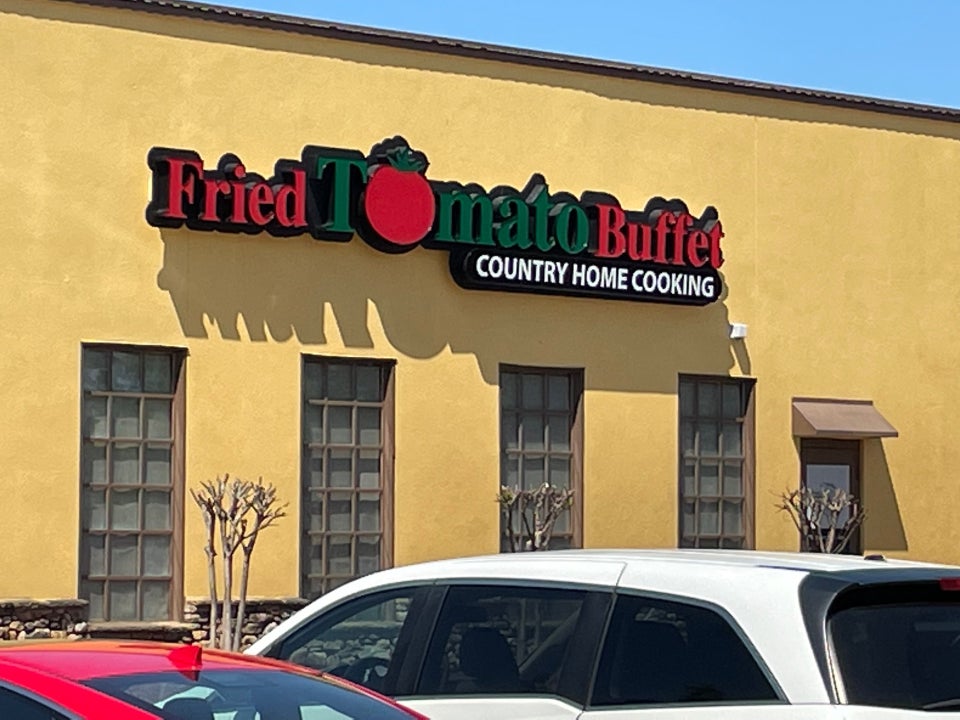 Fried Tomato Buffet
COUNTRY HOME COOKING